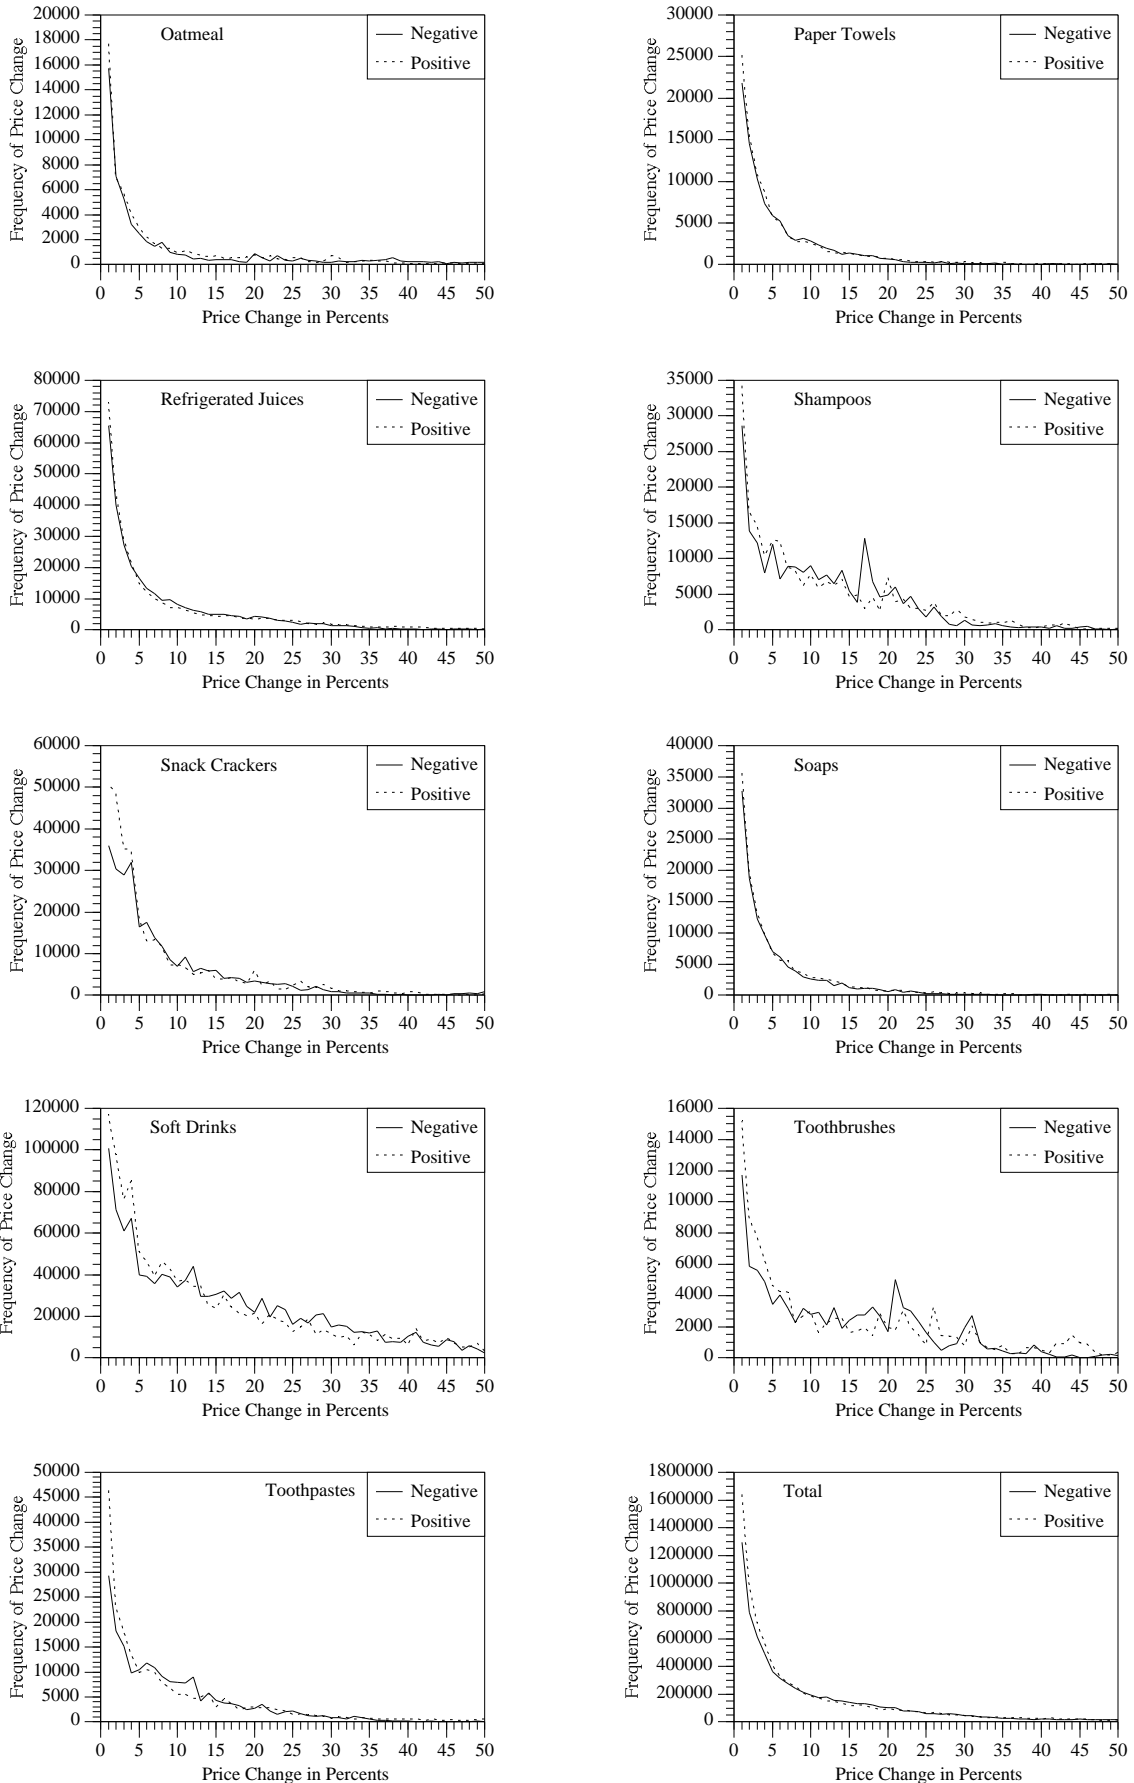 Oatmeal
Negative
Positive
Frequency of Price Change
20000
18000
16000
14000
12000
10000
8000
6000
4000
2000
0
0 5 10 15 20 25 30 35 40 45 50
Price Change in Percents
Paper Towels
Negative
Positive
Frequency of Price Change
30000
25000
20000
15000
10000
5000
0
0 5 10 15 20 25 30 35 40 45 50
Price Change in Percents
Refrigerated Juices
Negative
Positive
Frequency of Price Change
80000
70000
60000
50000
40000
30000
20000
10000
0
0 5 10 15 20 25 30 35 40 45 50
Price Change in Percents
Shampoos
Negative
Positive
Frequency of Price Change
35000
30000
25000
20000
15000
10000
5000
0
0 5 10 15 20 25 30 35 40 45 50
Price Change in Percents
Snack Crackers
Negative
Positive
Frequency of Price Change
60000
50000
40000
30000
20000
10000
0
0 5 10 15 20 25 30 35 40 45 50
Price Change in Percents
Soaps
Negative
Positive
Frequency of Price Change
40000
35000
30000
25000
20000
15000
10000
5000
0
0 5 10 15 20 25 30 35 40 45 50
Price Change in Percents
Soft Drinks
Negative
Positive
Frequency of Price Change
120000
100000
80000
60000
40000
20000
0
0 5 10 15 20 25 30 35 40 45 50
Price Change in Percents
Toothbrushes
Negative
Positive
Frequency of Price Change
16000
14000
12000
10000
8000
6000
4000
2000
0
0 5 10 15 20 25 30 35 40 45 50
Price Change in Percents
Toothpastes
Negative
Positive
Frequency of Price Change
50000
45000
40000
35000
30000
25000
20000
15000
10000
5000
0
0 5 10 15 20 25 30 35 40 45 50
Price Change in Percents
Total
Negative
Positive
Frequency of Price Change
1800000
1600000
1400000
1200000
1000000
800000
600000
400000
200000
0
0 5 10 15 20 25 30 35 40 45 50
Price Change in Percents